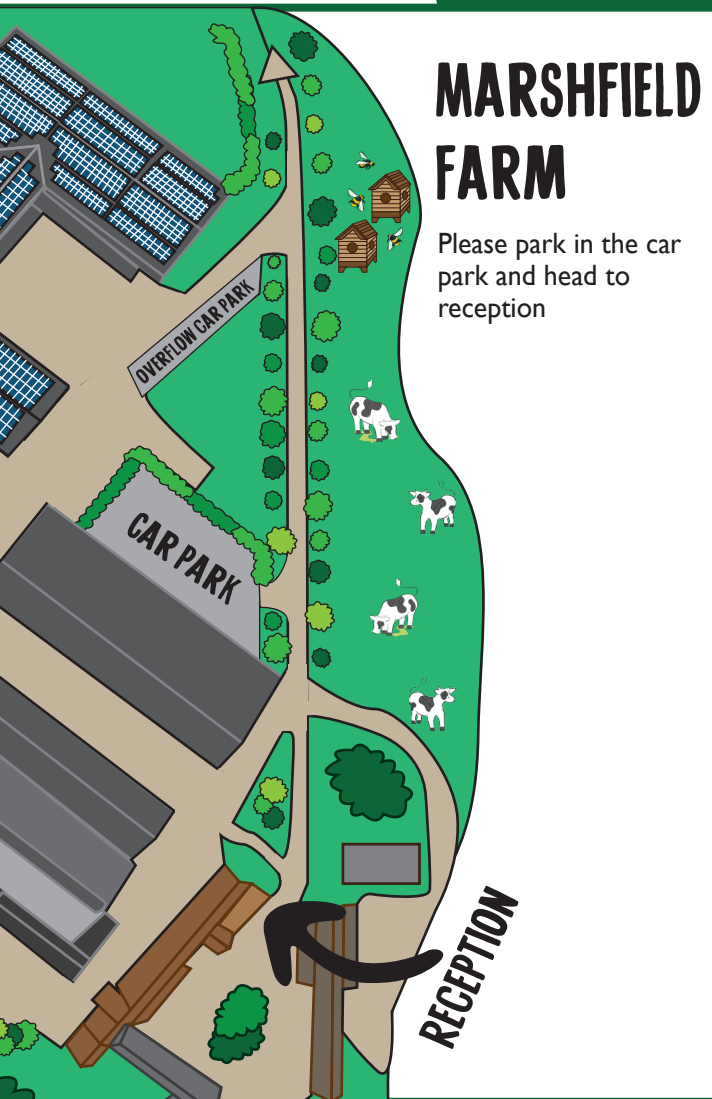 MARSHFIELD
FARM
Please park in the car
park and head to
reception
OVERFLOW CAR PARK
CAR PARK
RECEPTION